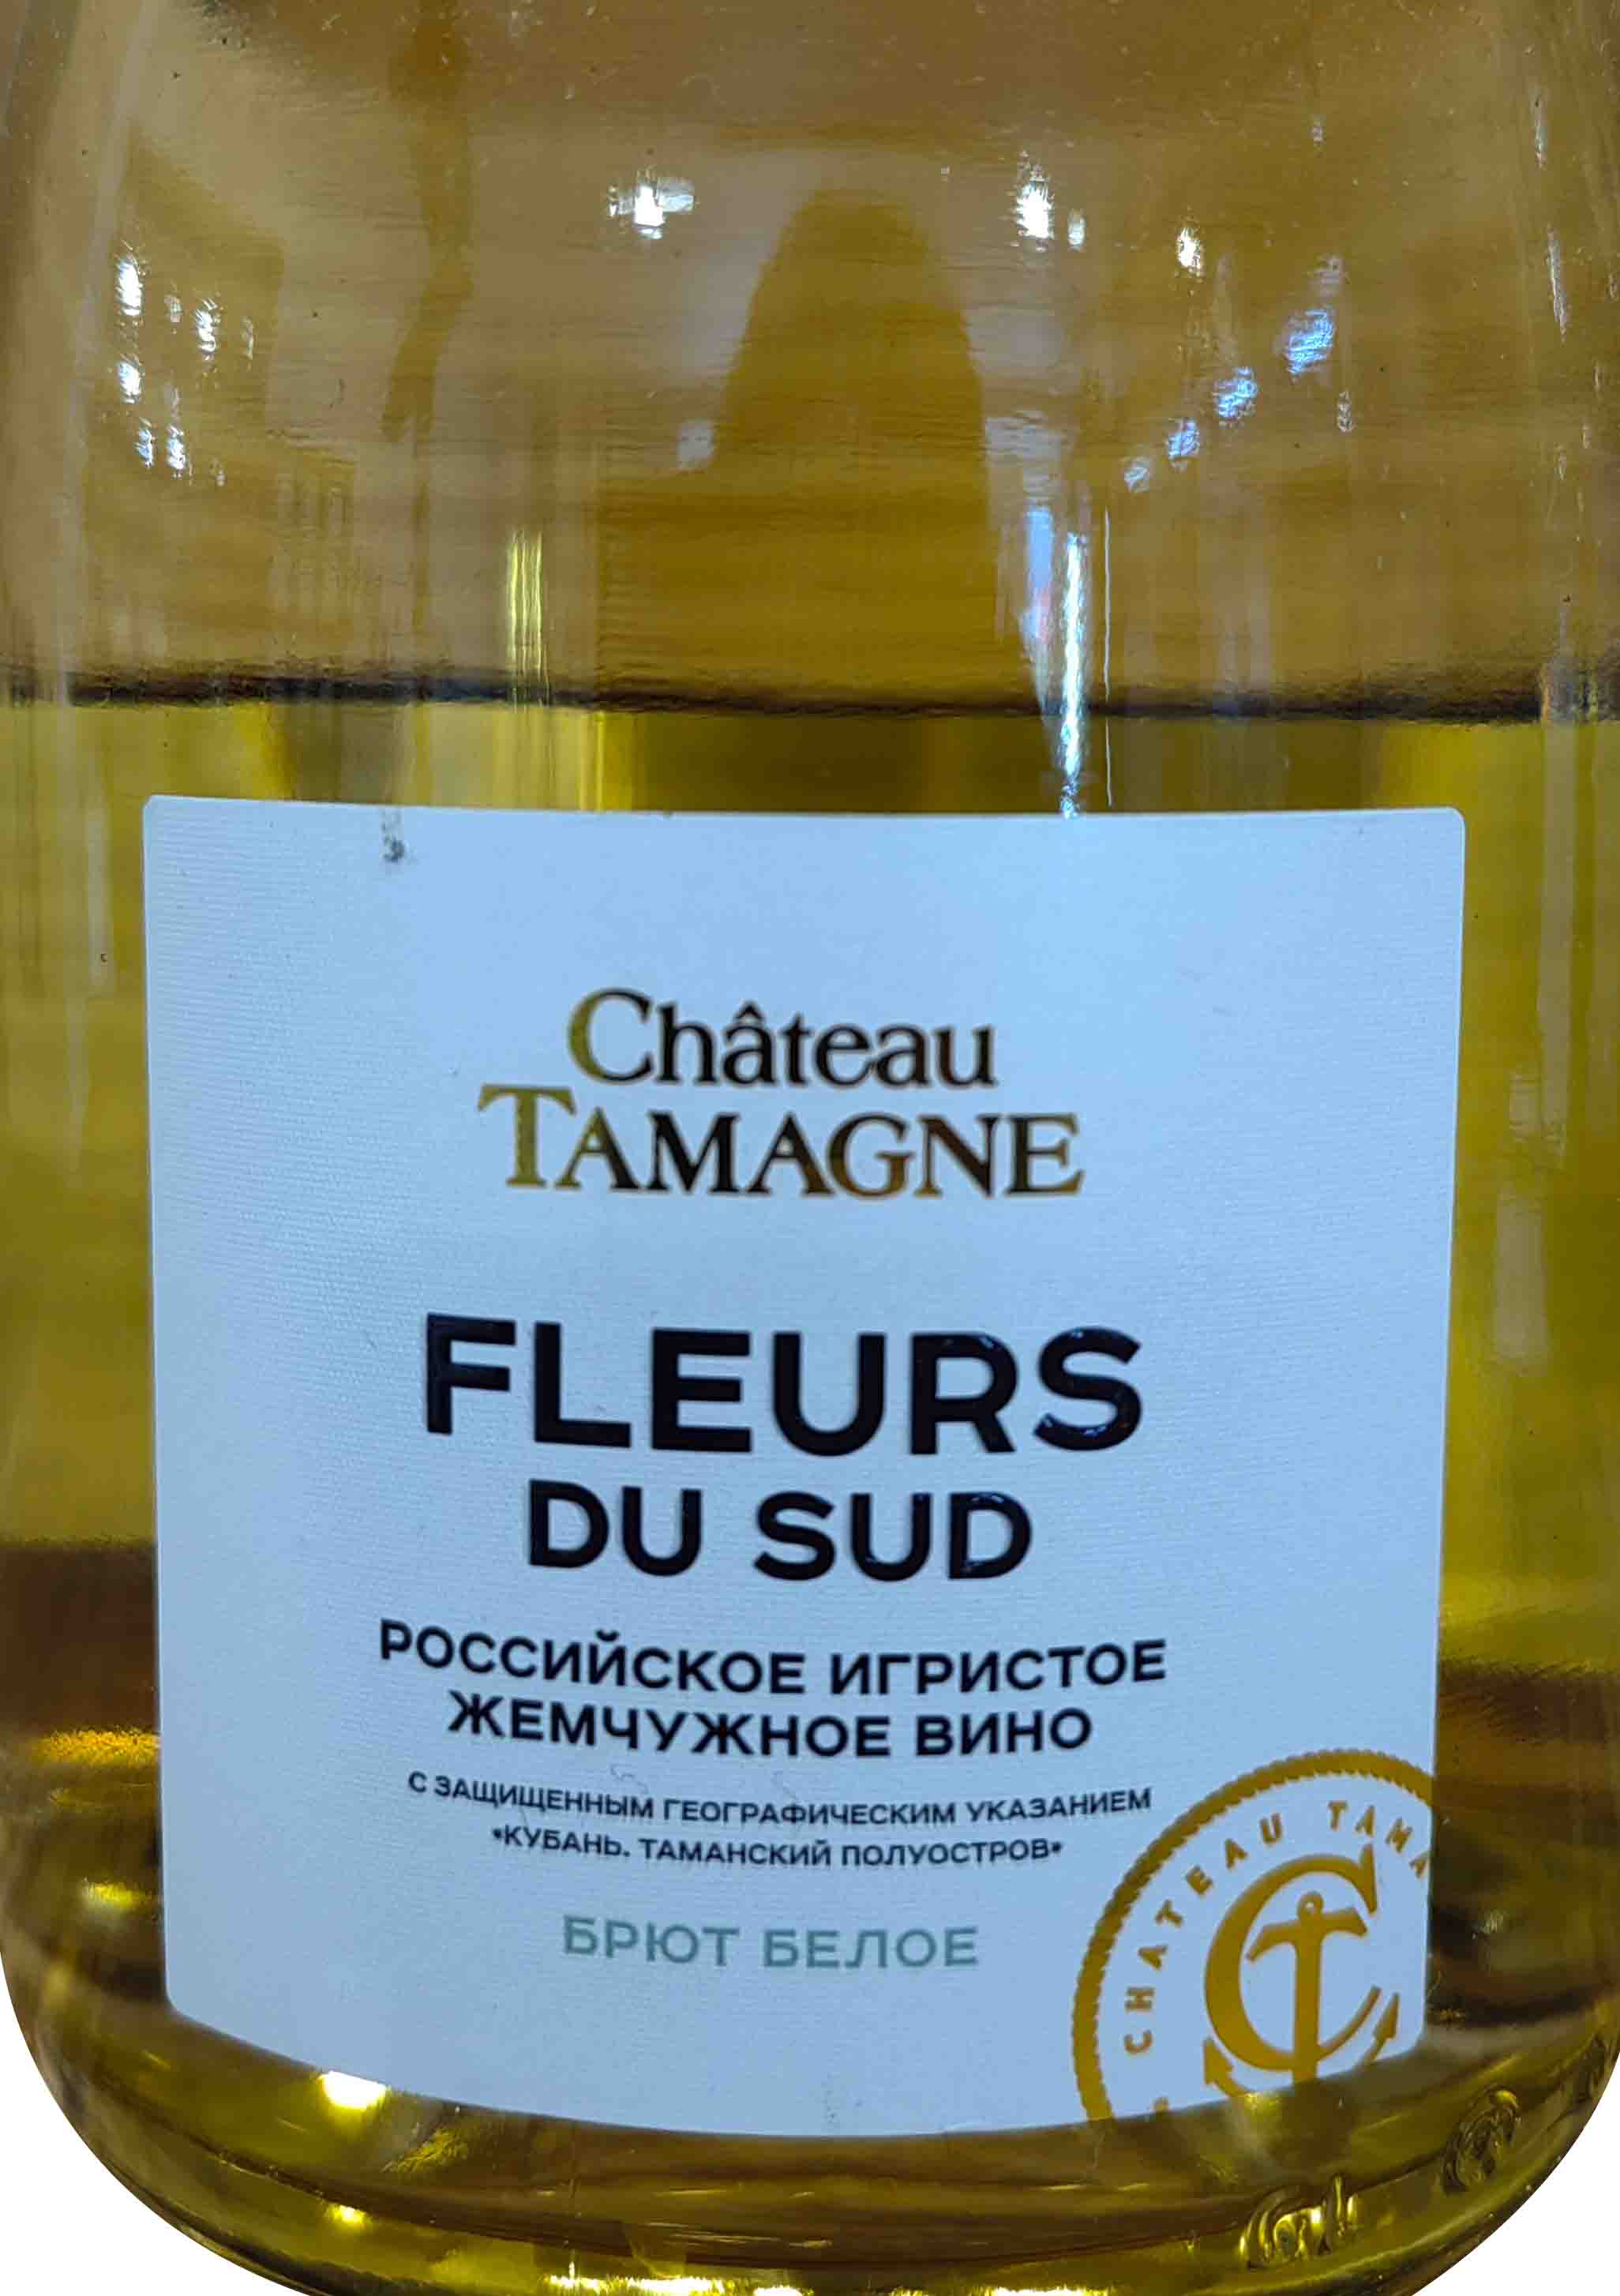 Château
TAMAGNE
FLEURS
DU SUD
РОССИЙСКОЕ ИГРИСТОЕ
ЖЕМЧУЖНОЕ ВИНО
С ЗАЩИЩЕННЫМ ГЕОГРАФИЧЕСКИМ УКАЗАНИЕМ
"КУБАНЬ. ТАМАНСКИЙ ПОЛУОСТРОВ"
БРЮТ БЕЛОЕ
CHATEAU TAMA
CT